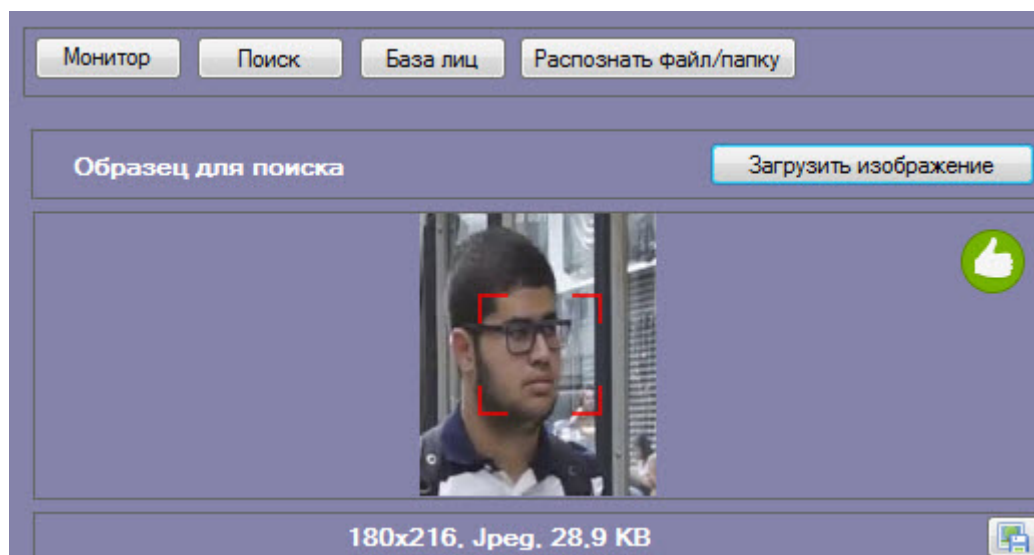 Монитор Поиск База лиц Распознать файл/папку
Образец для поиска Загрузить изображение
180x216, Jpeg, 28,9 KB